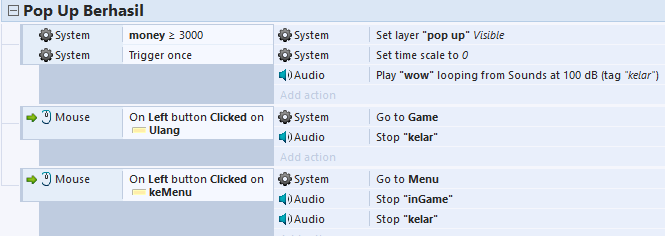 Pop Up Berhasil
System money ≥ 3000 System Set layer "pop up" Visible
System Trigger once System Set time scale to 0
Audio Play "wow" looping from Sounds at 100 dB (tag "kelar")
Add action
Mouse On Left button Clicked on Ulang System Go to Game
Audio Stop "kelar"
Add action
Mouse On Left button Clicked on keMenu System Go to Menu
Audio Stop "inGame"
Audio Stop "kelar"